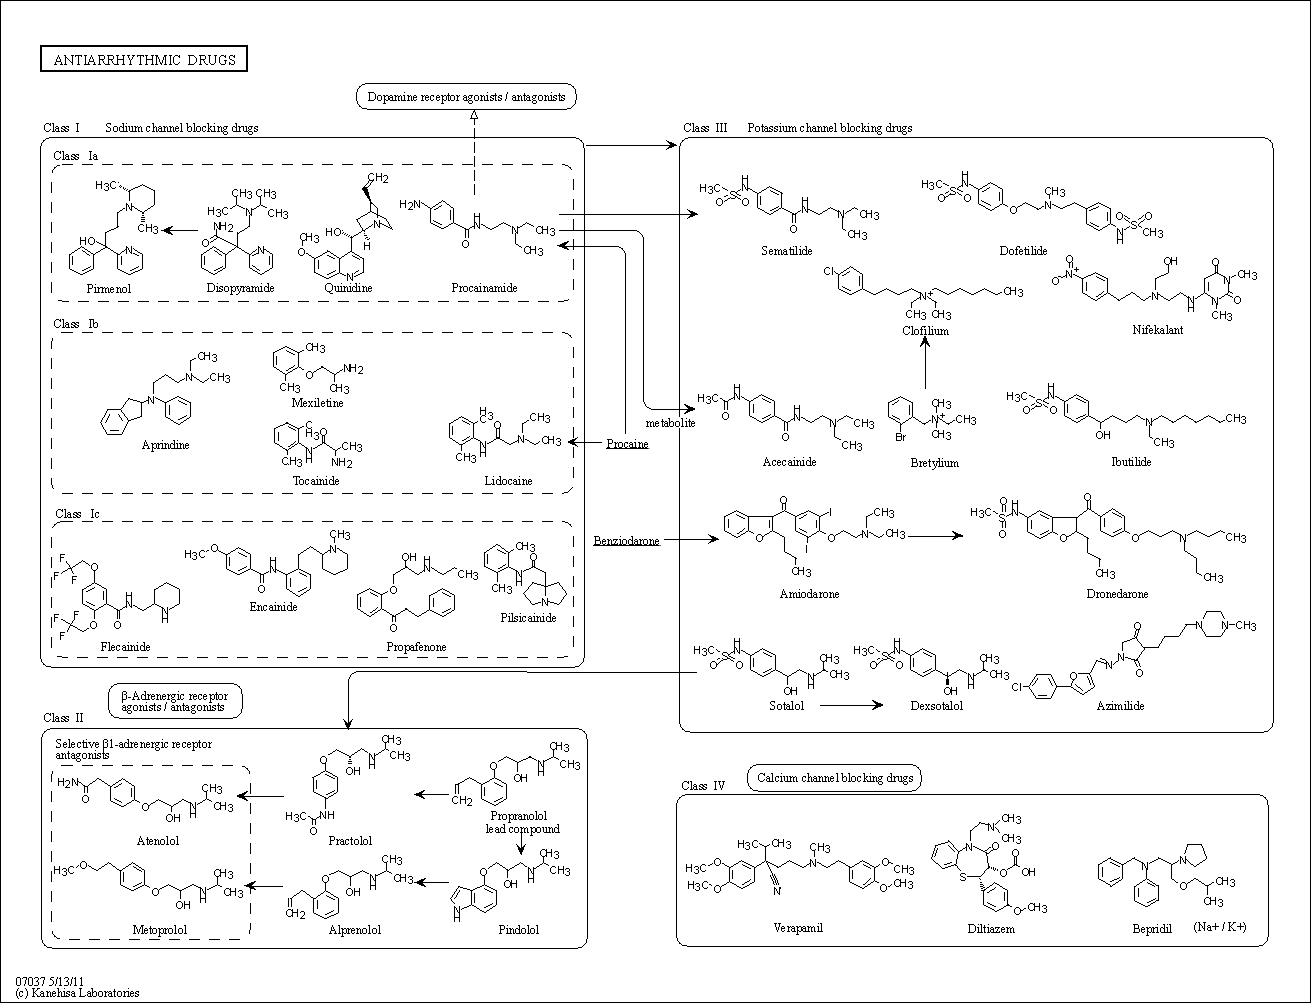 ANTIARRHYTHMIC DRUGS
Dopamine receptor agonists / antagonists
Class I Sodium channel blocking drugs
Class Ia
Pirmenol
Disopyramide
Quinidine
Procainamide
Class Ib
Aprindine
Mexiletine
Tocainide
Lidocaine
Procaine
metabolite
Class Ic
Flecainide
Encainide
Propafenone
Pilsicainide
Benziodarone
Class III Potassium channel blocking drugs
Sematilide
Dofetilide
Clofilium
Nifekalant
Acecainide
Bretylium
Ibutilide
Amiodarone
Dronedarone
Sotalol
Dexsotalol
Azimilide
β-Adrenergic receptor
agonists / antagonists
Class II
Selective β1-adrenergic receptor
antagonists
Atenolol
Practolol
Propranolol
lead compound
Metoprolol
Alprenolol
Pindolol
Class IV
Calcium channel blocking drugs
Verapamil
Diltiazem
Bepridil (Na+ / K+)
07037 5/13/11
(c) Kanehisa Laboratories